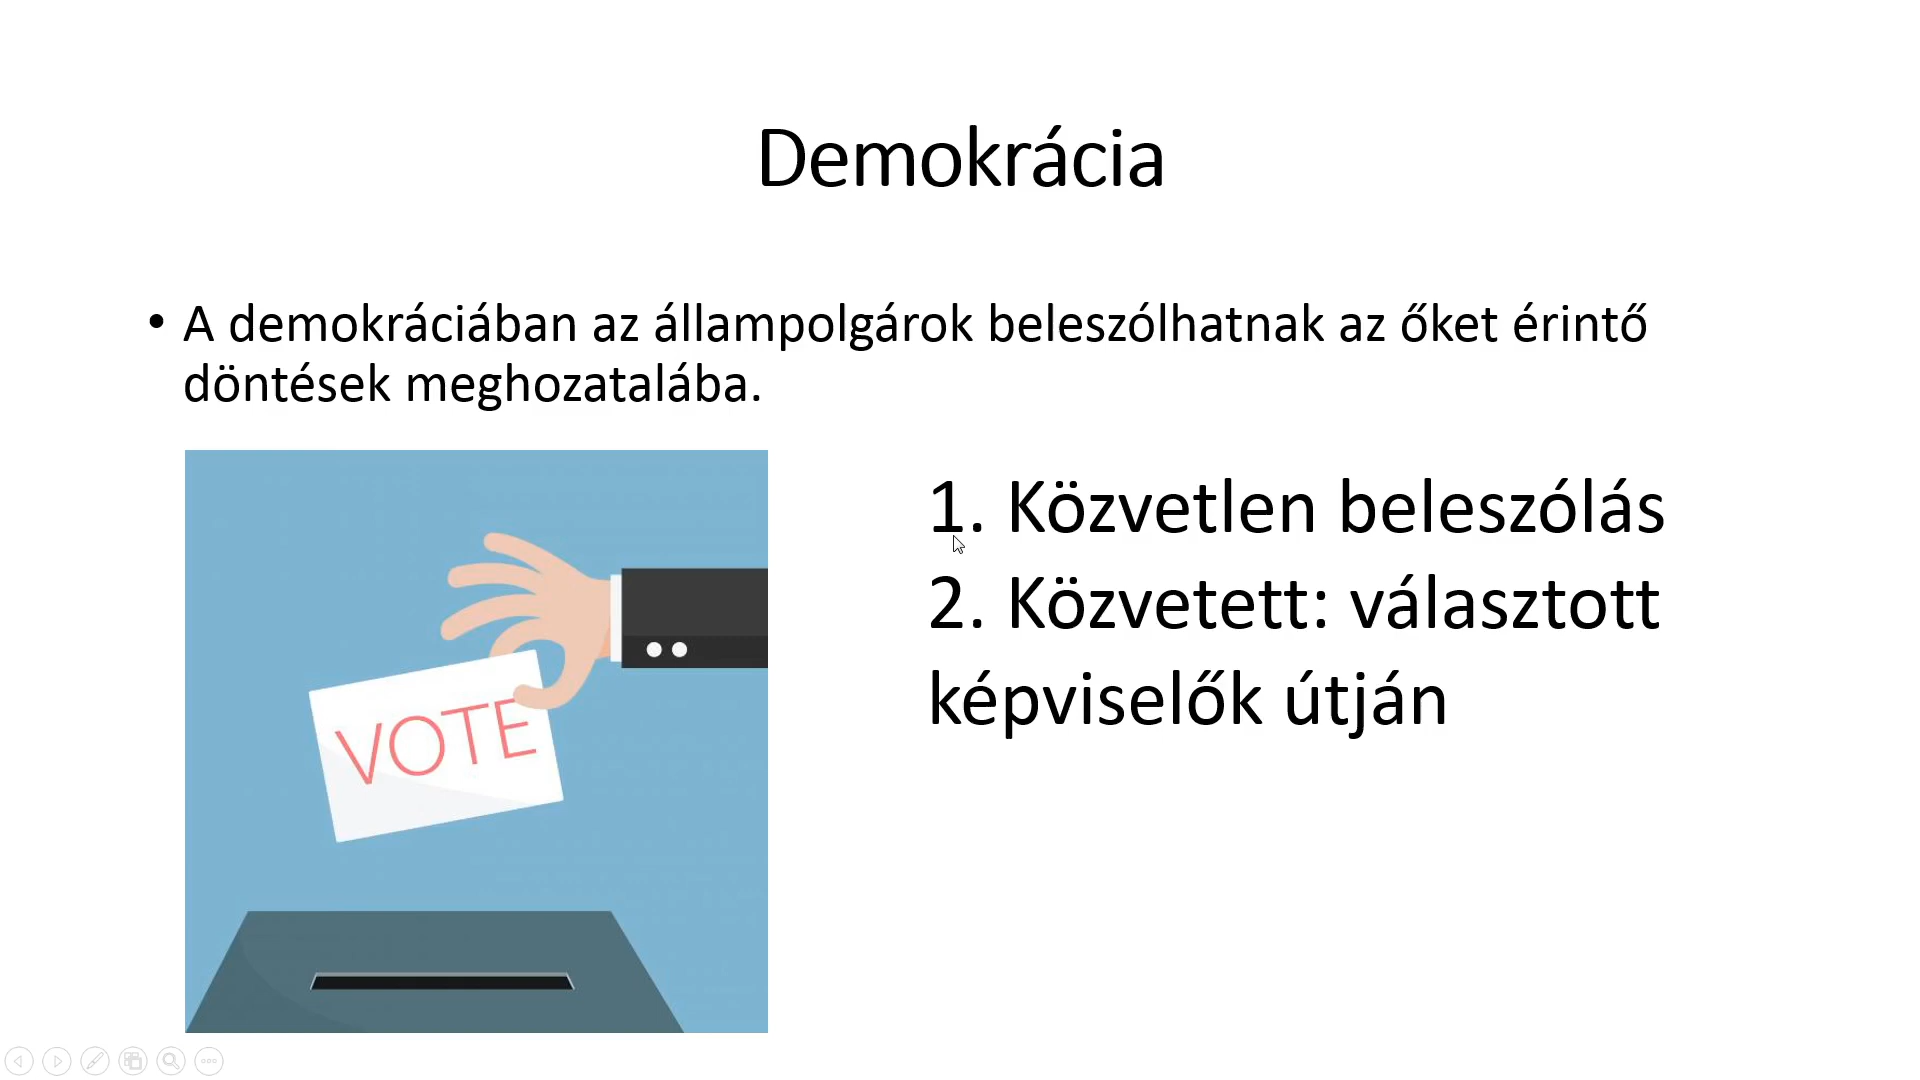 Demokrácia
• A demokráciában az állampolgárok beleszólhatnak az őket érintő
döntések meghozatalába.
1. Közvetlen beleszólás
2. Közvetett: választott
képviselők útján
VOTE